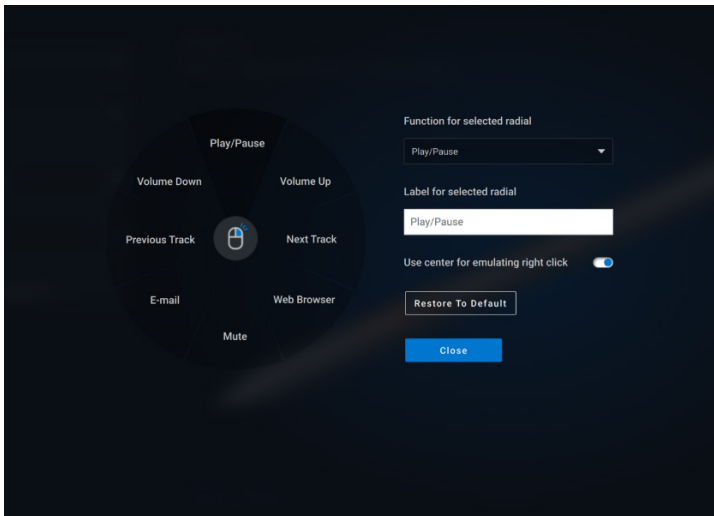 Play/Pause
Volume Down
Volume Up
Previous Track
Next Track
E-mail
Web Browser
Mute
Function for selected radial
Play/Pause
Label for selected radial
Play/Pause
Use center for emulating right click
Restore To Default
Close